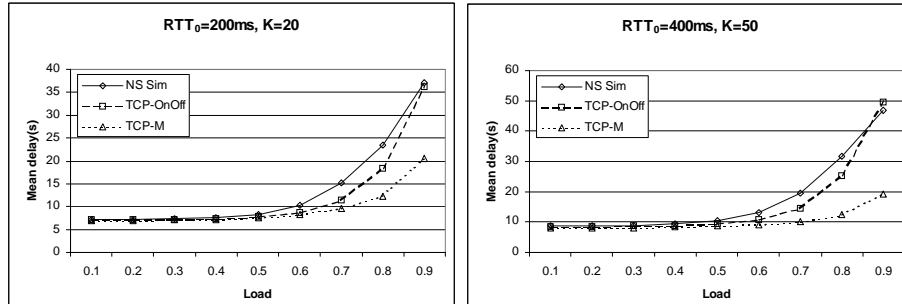 RTT₀=200ms, K=20
Mean delay(s)
40
35
30
25
20
15
10
5
0
NS Sim
TCP-OnOff
TCP-M
0.1 0.2 0.3 0.4 0.5 0.6 0.7 0.8 0.9
Load
RTT₀=400ms, K=50
Mean delay(s)
60
50
40
30
20
10
0
NS Sim
TCP-OnOff
TCP-M
0.1 0.2 0.3 0.4 0.5 0.6 0.7 0.8 0.9
Load